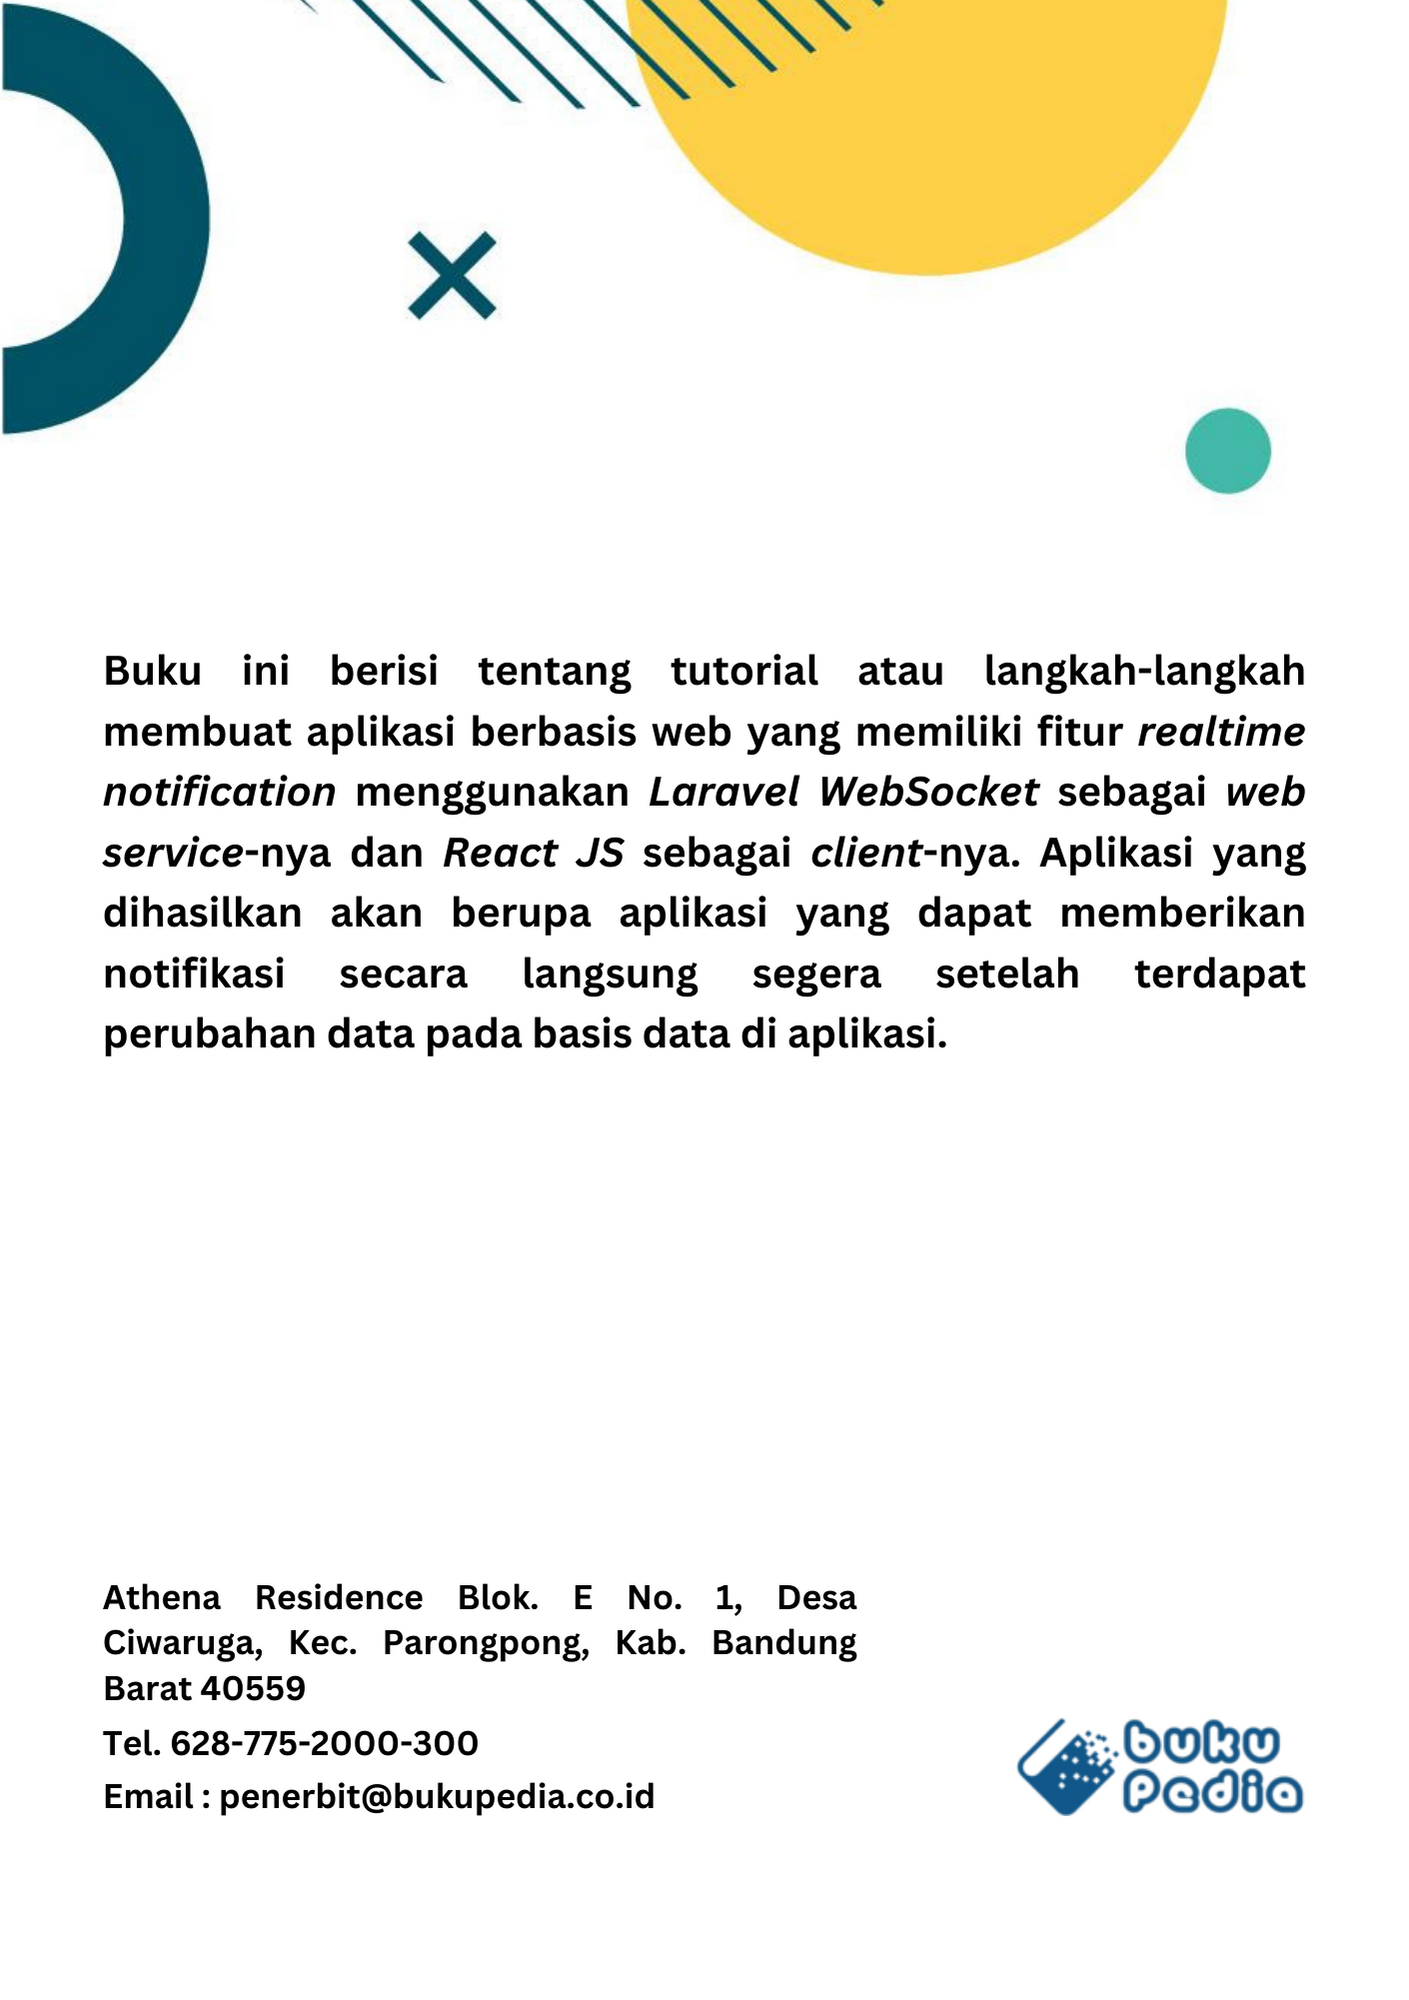 Buku ini berisi tentang tutorial atau langkah-langkah
membuat aplikasi berbasis web yang memiliki fitur realtime
notification menggunakan Laravel WebSocket sebagai web
service-nya dan React JS sebagai client-nya. Aplikasi yang
dihasilkan akan berupa aplikasi yang dapat memberikan
notifikasi secara langsung segera setelah terdapat
perubahan data pada basis data di aplikasi.
Athena Residence Blok. E No. 1, Desa
Ciwaruga, Kec. Parongpong, Kab. Bandung
Barat 40559
Tel. 628-775-2000-300
Email : penerbit@bukupedia.co.id
buku
Pedia